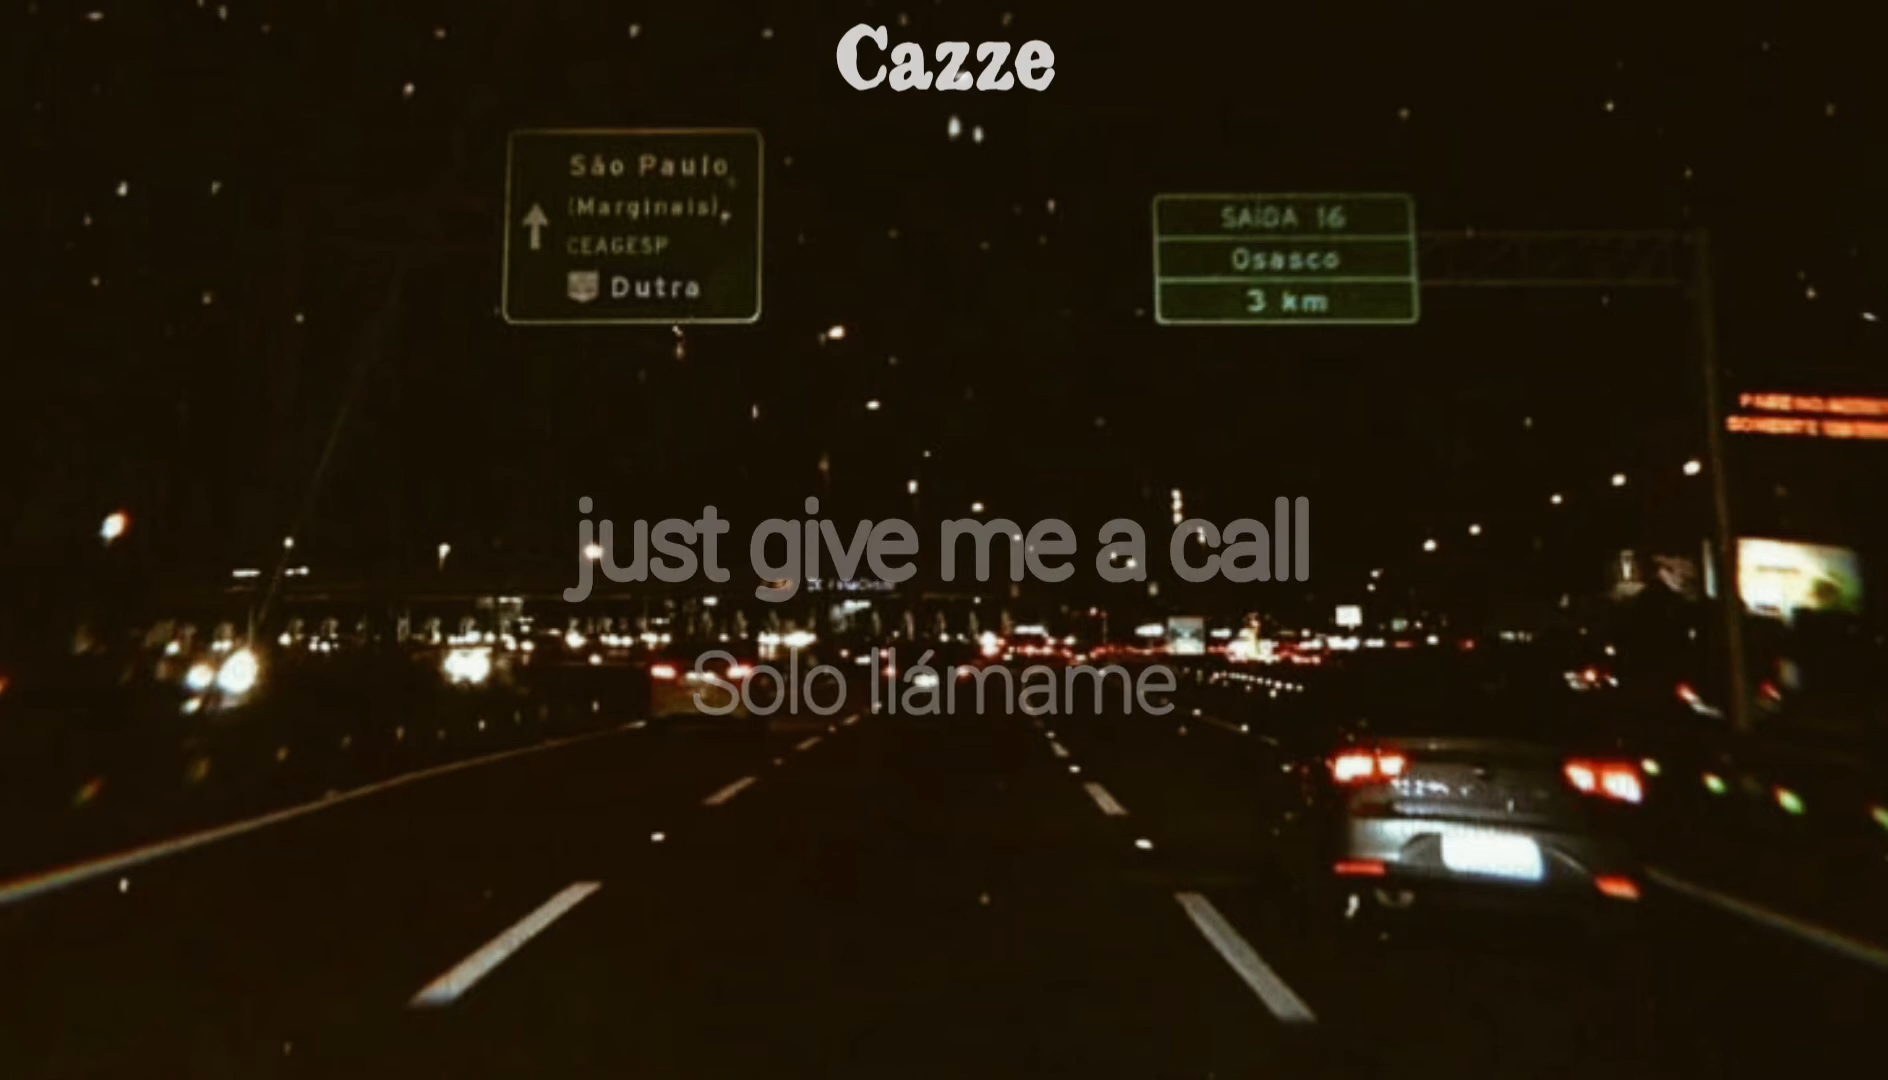 Cazze
São Paulo
(Marginais)
CEAGESP
Dutra
SAÍDA 16
Osasco
3 km
just give me a call
Solo llámame